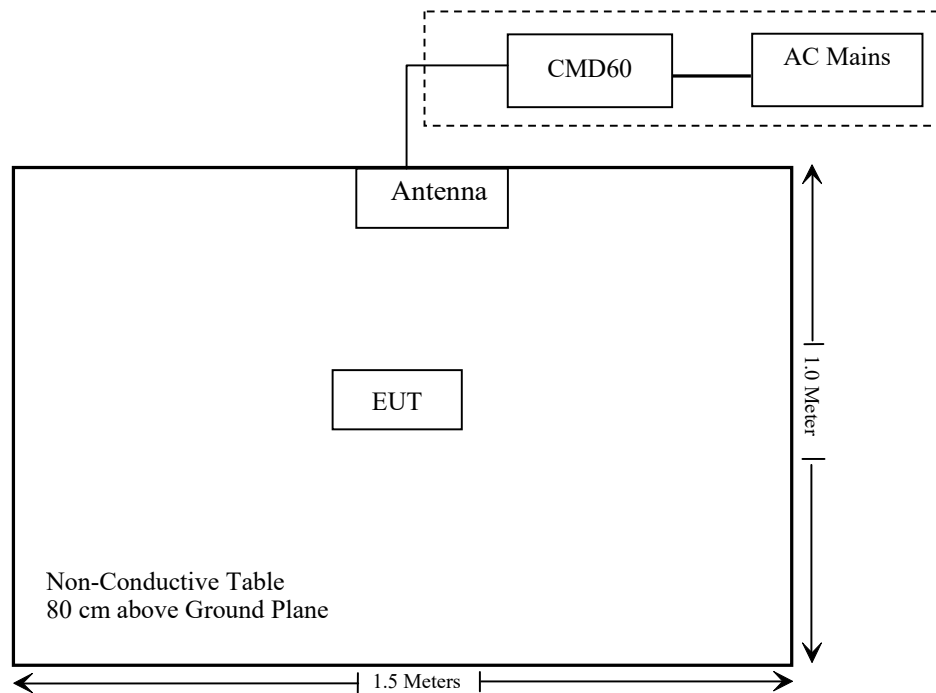 CMD60
AC Mains
Antenna
EUT
1.0 Meter
Non-Conductive Table
80 cm above Ground Plane
1.5 Meters